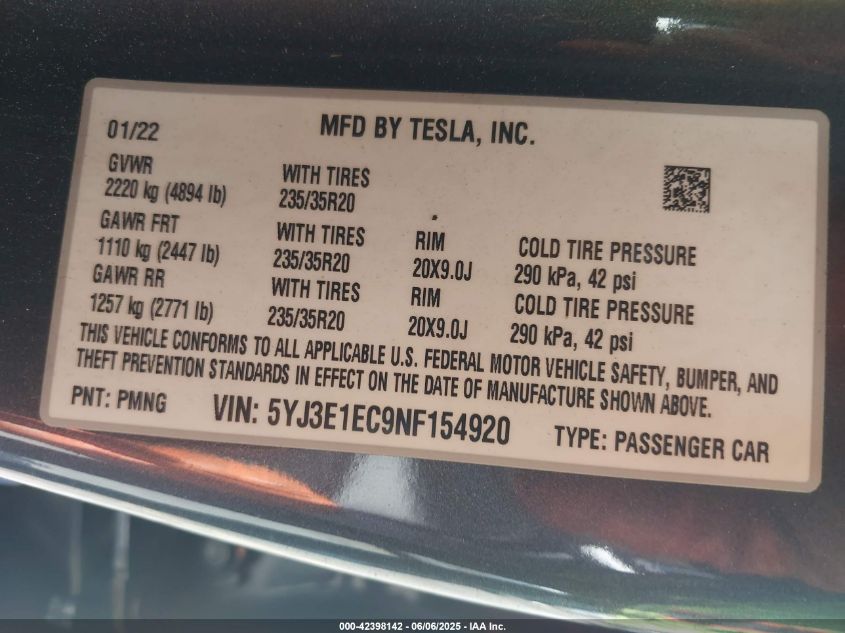 01/22 MFD BY TESLA, INC.
GVWR
2220 kg (4894 lb) WITH TIRES
235/35R20
GAWR FRT
1110 kg (2447 lb) WITH TIRES
235/35R20 RIM
20X9.0J COLD TIRE PRESSURE
290 kPa, 42 psi
GAWR RR
1257 kg (2771 lb) WITH TIRES
235/35R20 RIM
20X9.0J COLD TIRE PRESSURE
290 kPa, 42 psi
THIS VEHICLE CONFORMS TO ALL APPLICABLE U.S. FEDERAL MOTOR VEHICLE SAFETY, BUMPER, AND
THEFT PREVENTION STANDARDS IN EFFECT ON THE DATE OF MANUFACTURE SHOWN ABOVE.
PNT: PMNG VIN: 5YJ3E1EC9NF154920 TYPE: PASSENGER CAR
000-42398142 - 06/06/2025 - IAA Inc.